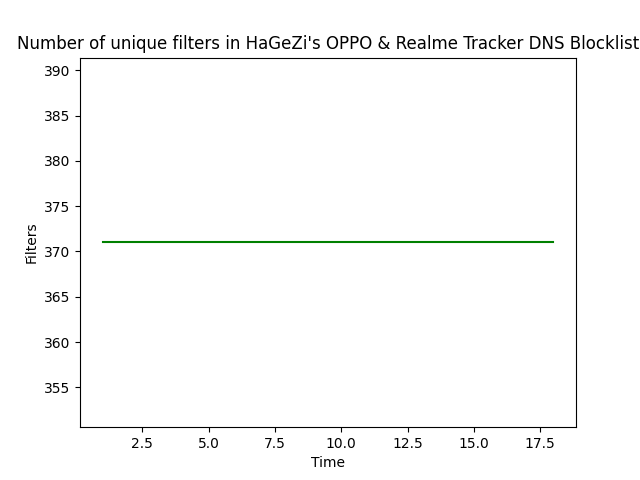 Number of unique filters in HaGeZi's OPPO & Realme Tracker DNS Blocklist
390
385
380
375
370
365
360
355
Filters
2.5 5.0 7.5 10.0 12.5 15.0 17.5
Time